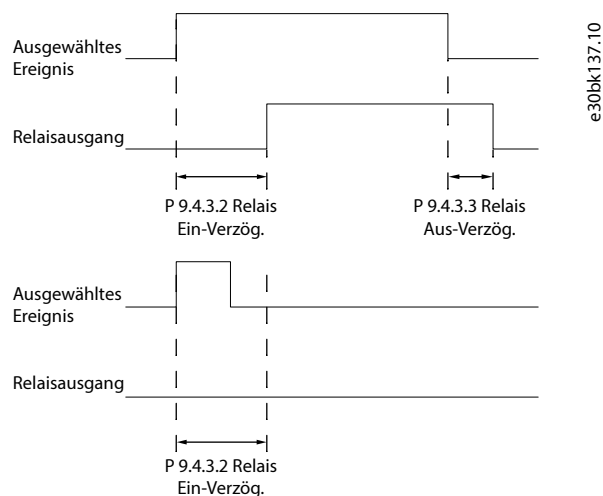 Ausgewähltes
Ereignis
Relaisausgang
P 9.4.3.2 Relais
Ein-Verzög.
P 9.4.3.3 Relais
Aus-Verzög.
Ausgewähltes
Ereignis
Relaisausgang
P 9.4.3.2 Relais
Ein-Verzög.
e30bk137.10